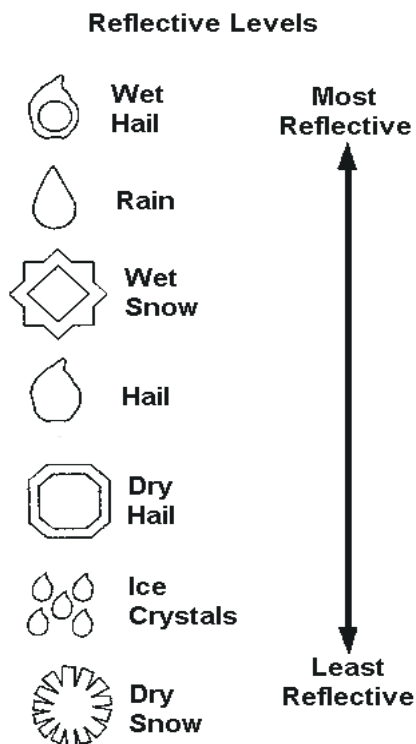 Reflective Levels
Wet
Hail
Most
Reflective
Rain
Wet
Snow
Hail
Dry
Hail
Ice
Crystals
Least
Reflective
Dry
Snow